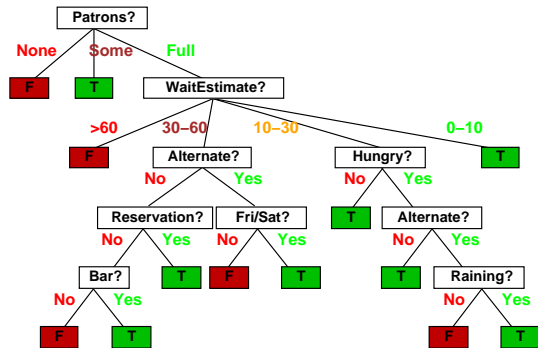 Patrons?
None Some Full
F T WaitEstimate?
>60 30–60 10–30 0–10
F Alternate? Hungry? T
No Yes No Yes
Reservation? Fri/Sat? T Alternate?
No Yes No Yes No Yes
Bar? T F T T Raining?
No Yes No Yes
F T F T